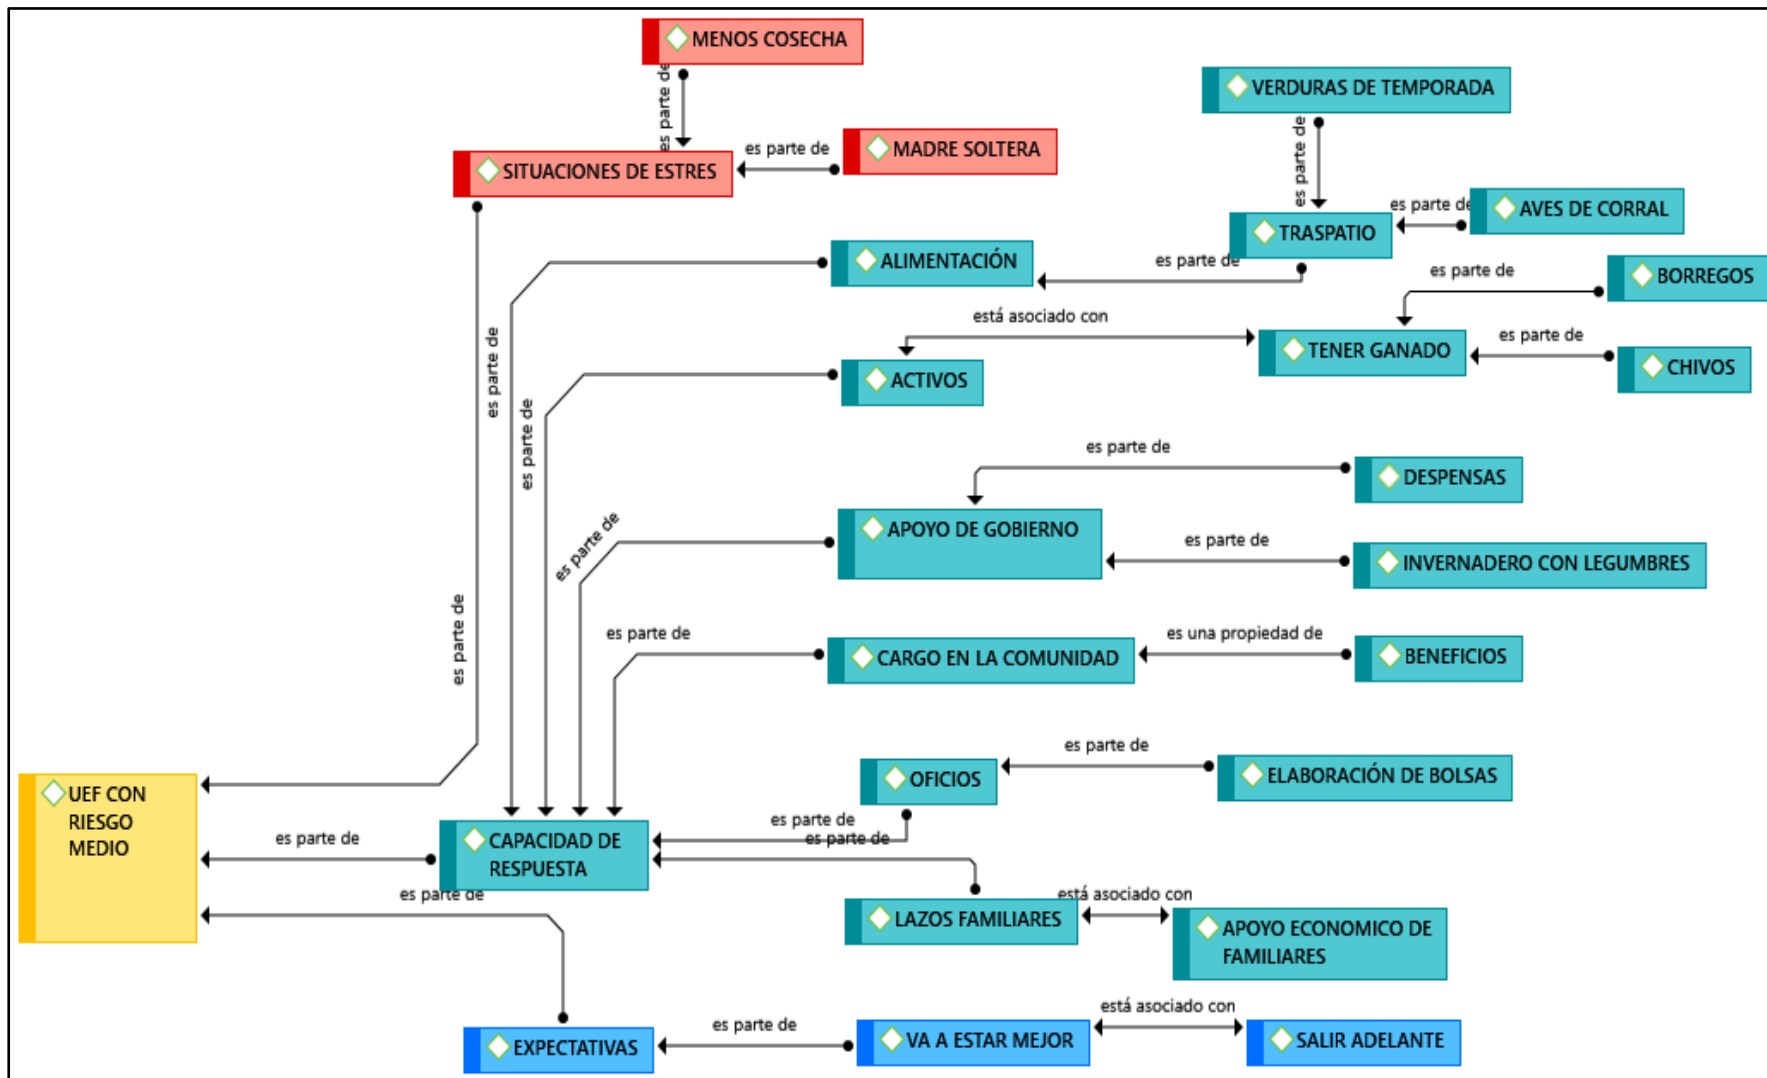 MENOS COSECHA
es parte de
VERDURAS DE TEMPORADA
es parte de
SITUACIONES DE ESTRES
es parte de
MADRE SOLTERA
TRASPATIO
es parte de
AVES DE CORRAL
ALIMENTACIÓN
es parte de
es parte de
BORREGOS
está asociado con
TENER GANADO
es parte de
CHIVOS
ACTIVOS
es parte de
es parte de
es parte de
DESPENSAS
APOYO DE GOBIERNO
es parte de
es parte de
INVERNADERO CON LEGUMBRES
es parte de
es parte de
CARGO EN LA COMUNIDAD
es una propiedad de
BENEFICIOS
OFICIOS
es parte de
ELABORACIÓN DE BOLSAS
UEF CON
RIESGO
MEDIO
es parte de
CAPACIDAD DE
RESPUESTA
es parte de
es parte de
es parte de
LAZOS FAMILIARES
está asociado con
APOYO ECONOMICO DE
FAMILIARES
EXPECTATIVAS
es parte de
VA A ESTAR MEJOR
está asociado con
SALIR ADELANTE